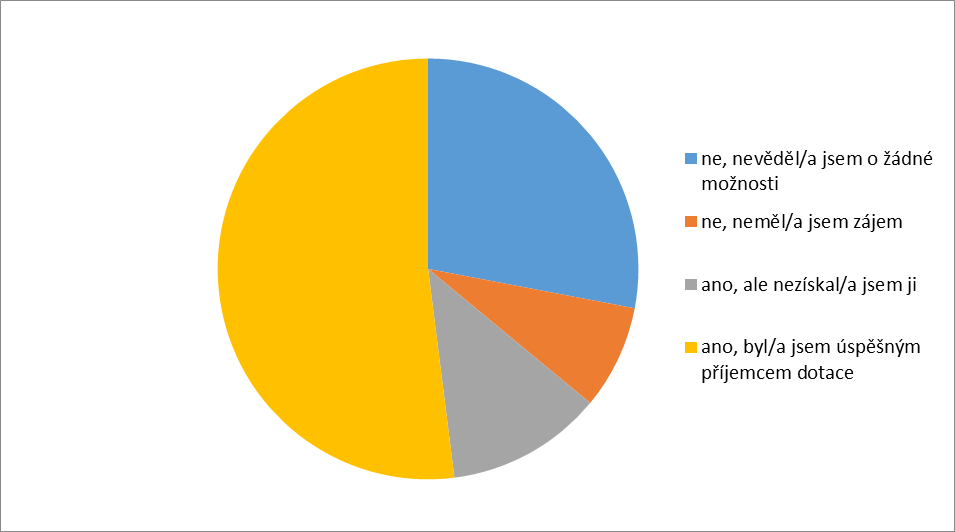 ne, nevěděl/a jsem o žádné
možnosti
ne, neměl/a jsem zájem
ano, ale nezískal/a jsem ji
ano, byl/a jsem úspěšným
příjemcem dotace